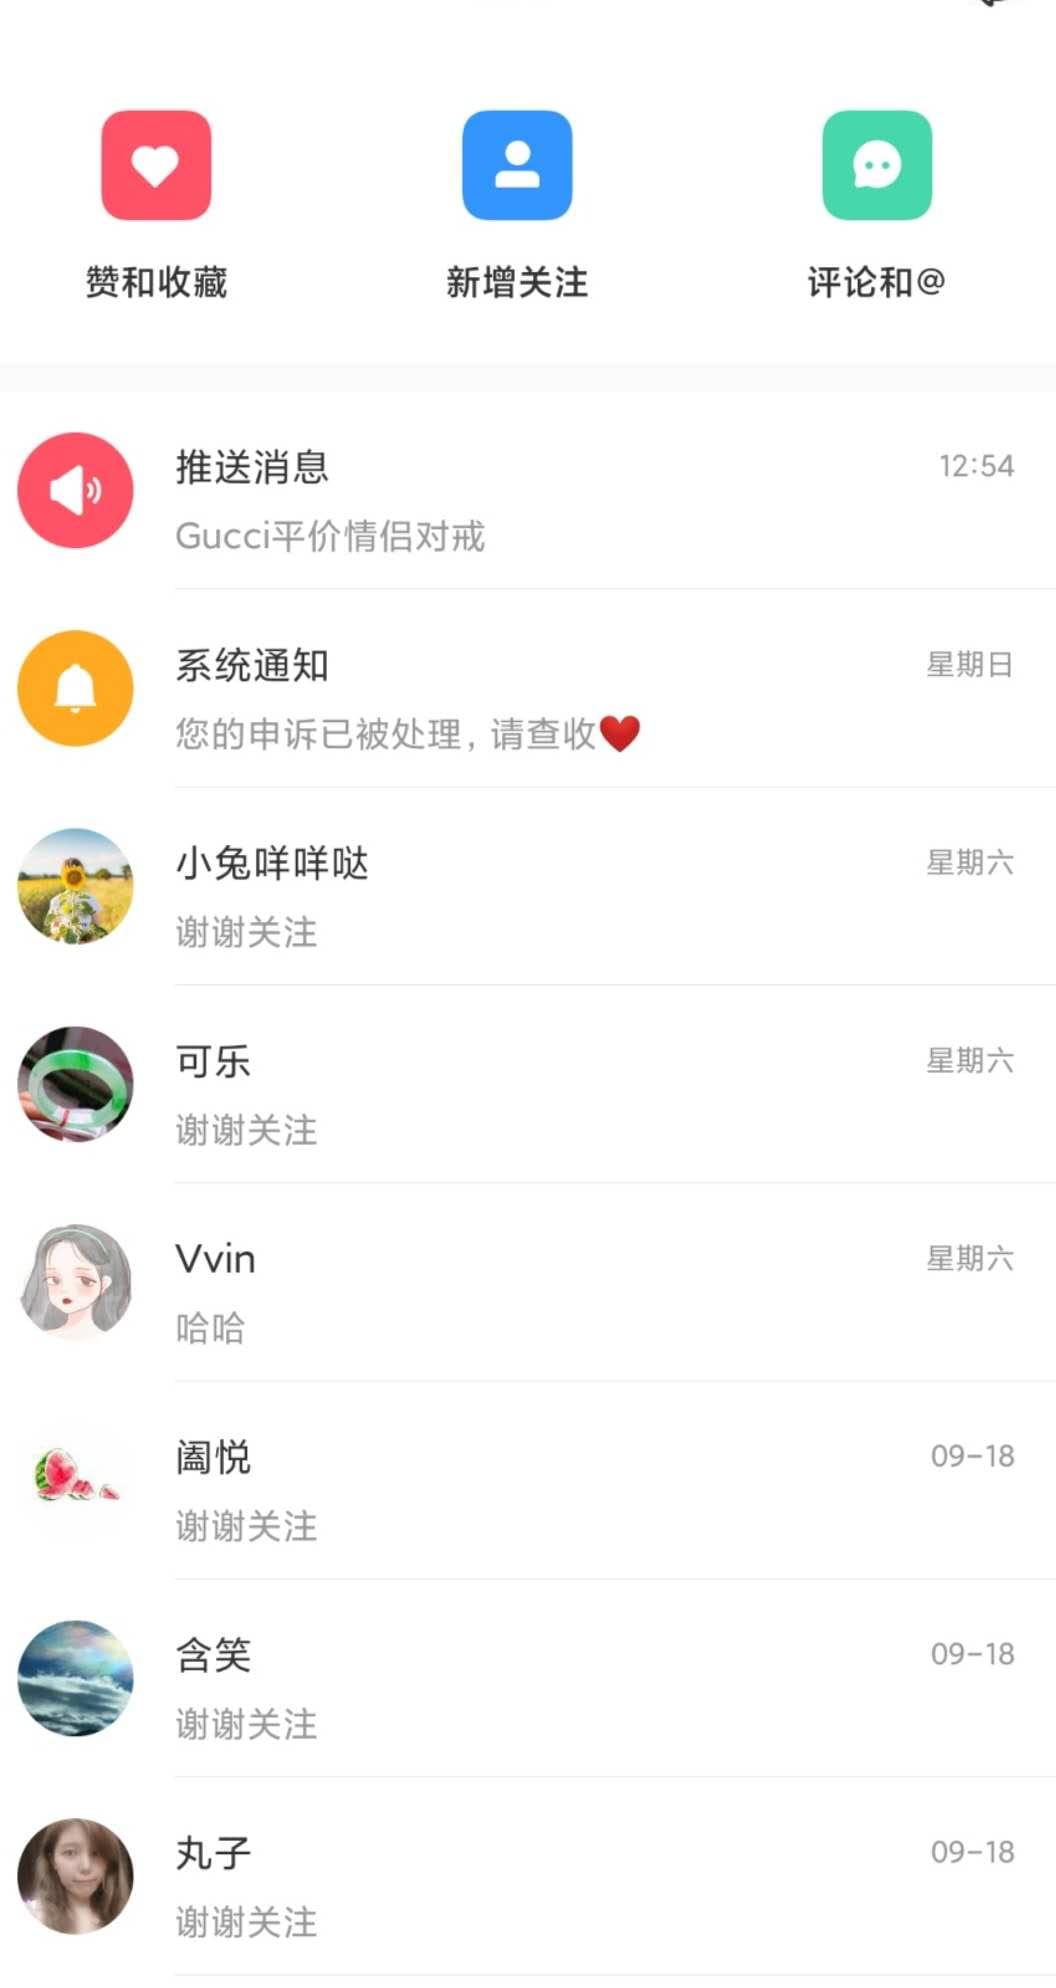 赞和收藏
新增关注
评论和@
推送消息
12:54
Gucci平价情侣对戒
系统通知
星期日
您的申诉已被处理，请查收❤️
小兔咩咩哒
星期六
谢谢关注
可乐
星期六
谢谢关注
Vvin
星期六
哈哈
阖悦
09-18
谢谢关注
含笑
09-18
谢谢关注
丸子
09-18
谢谢关注